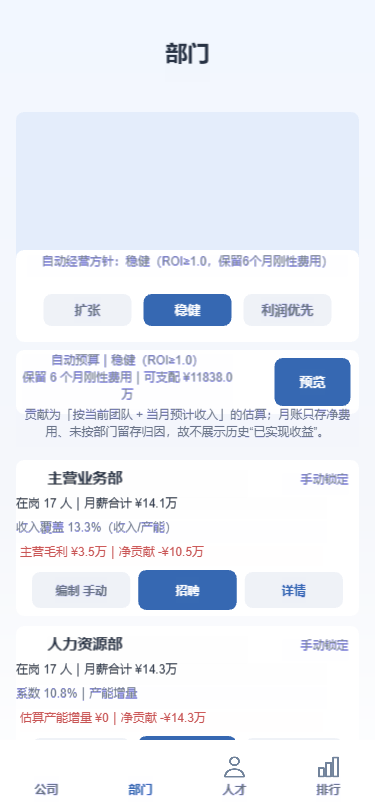 部门
自动经营方针：稳健（ROI≥1.0，保留6个月刚性费用）
扩张
稳健
利润优先
自动预算 | 稳健（ROI≥1.0）
保留 6 个月刚性费用 | 可支配 ¥11838.0
万
预览
贡献为「按当前团队 + 当月预计收入」的估算；月账只存净费
用、未按部门留存归因，故不展示历史“已实现收益”。
主营业务部
手动锁定
在岗 17 人 | 月薪合计 ¥14.1万
收入覆盖 13.3%（收入/产能）
主营毛利 ¥3.5万 | 净贡献 -¥10.5万
编制 手动
招聘
详情
人力资源部
手动锁定
在岗 17 人 | 月薪合计 ¥14.3万
系数 10.8% | 产能增量
估算产能增量 ¥0 | 净贡献 -¥14.3万
公司
部门
人才
排行